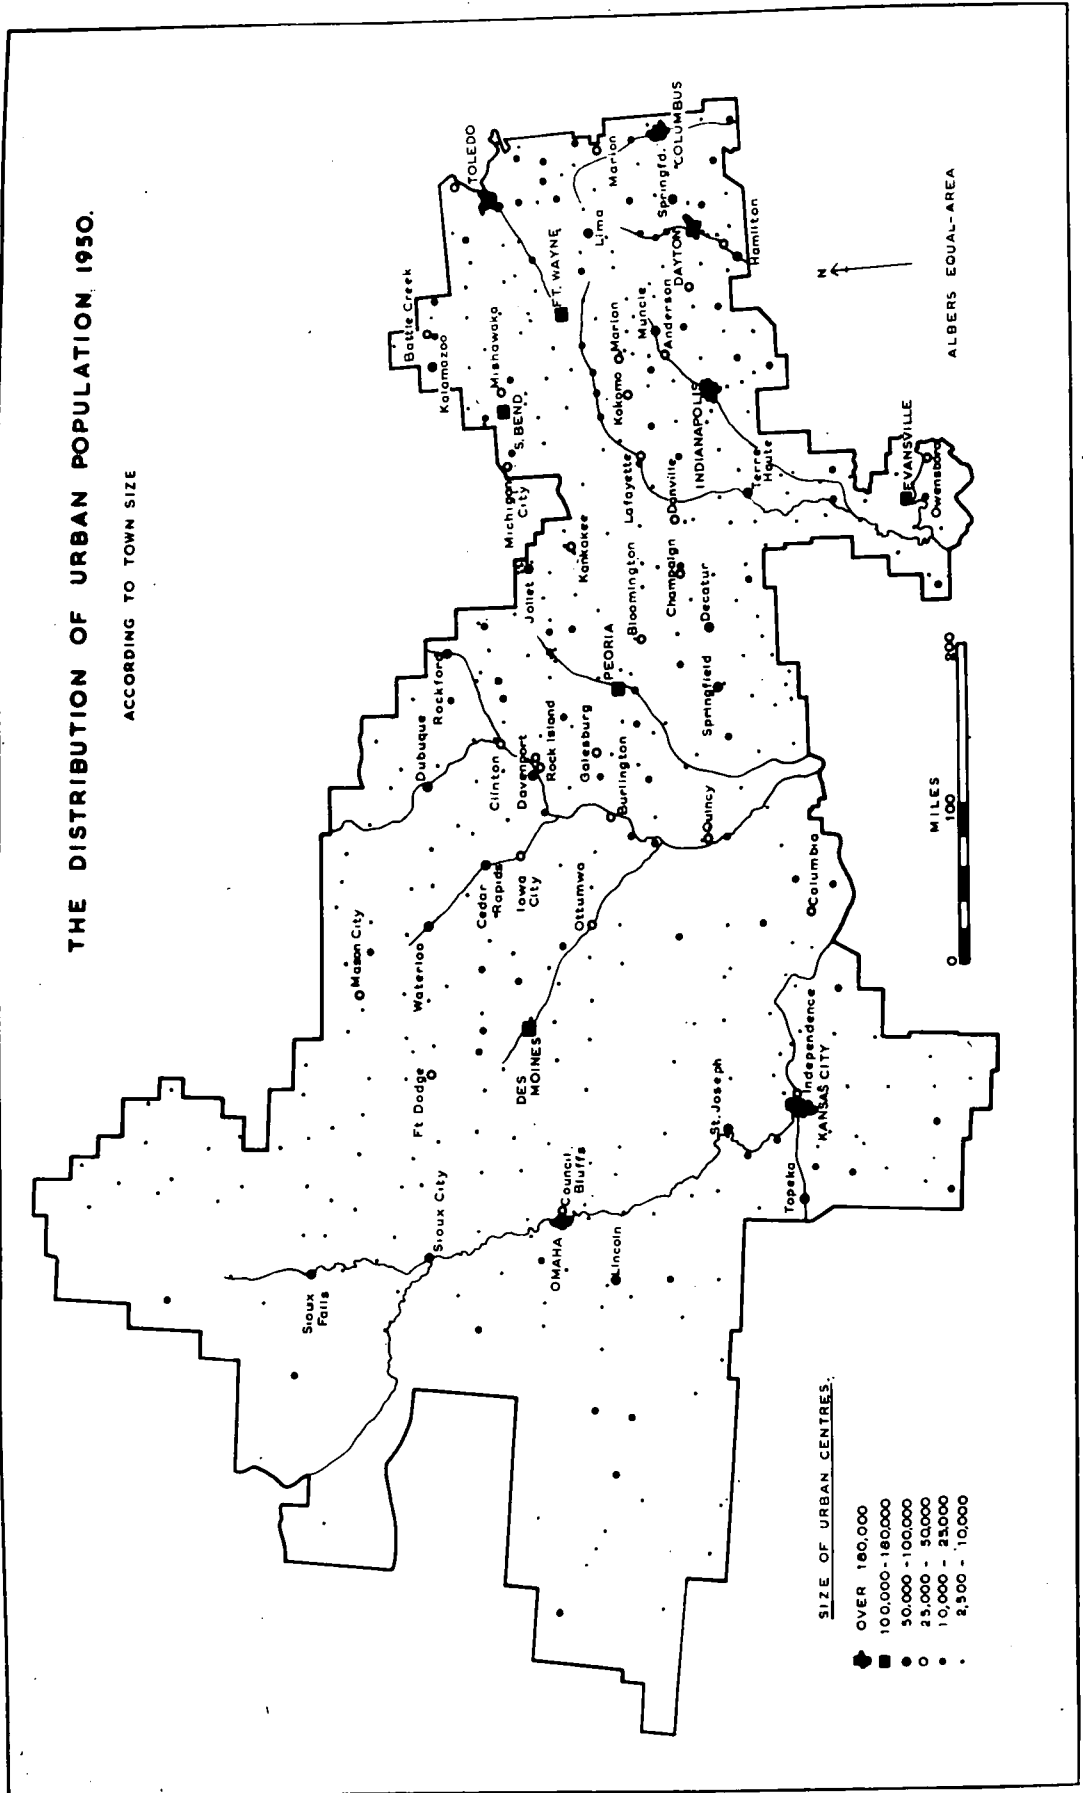 THE DISTRIBUTION OF URBAN POPULATION 1950.
ACCORDING TO TOWN SIZE
Sioux
Falls
Sioux City
Ft Dodge
Mason City
Waterloo
Cedar
Rapids
Iowa
City
Dubuque
Clinton
Rockford
Davenport
Rock Island
DES
MOINES
Ottumwa
Burlington
Galesburg
OMAHA
Council
Bluffs
Lincoln
St. Joseph
Topeka
Independence
KANSAS CITY
Columbia
Quincy
PEORIA
Springfield
Decatur
Bloomington
Champaign
Danville
Joliet
Kankakee
Michigan
City
S. BEND
Mishawaka
Kalamazoo
Battle Creek
TOLEDO
FT. WAYNE
Lima
Marion
Springfd.
COLUMBUS
DAYTON
Hamilton
Muncie
Anderson
Marion
Kokomo
Lafayette
INDIANAPOLIS
Terre
Haute
EVANSVILLE
Owensboro
N
ALBERS EQUAL-AREA
MILES
0 100 200
SIZE OF URBAN CENTRES.
OVER 180,000
100,000-180,000
50,000-100,000
25,000 - 50,000
10,000 - 25,000
2,500 - 10,000